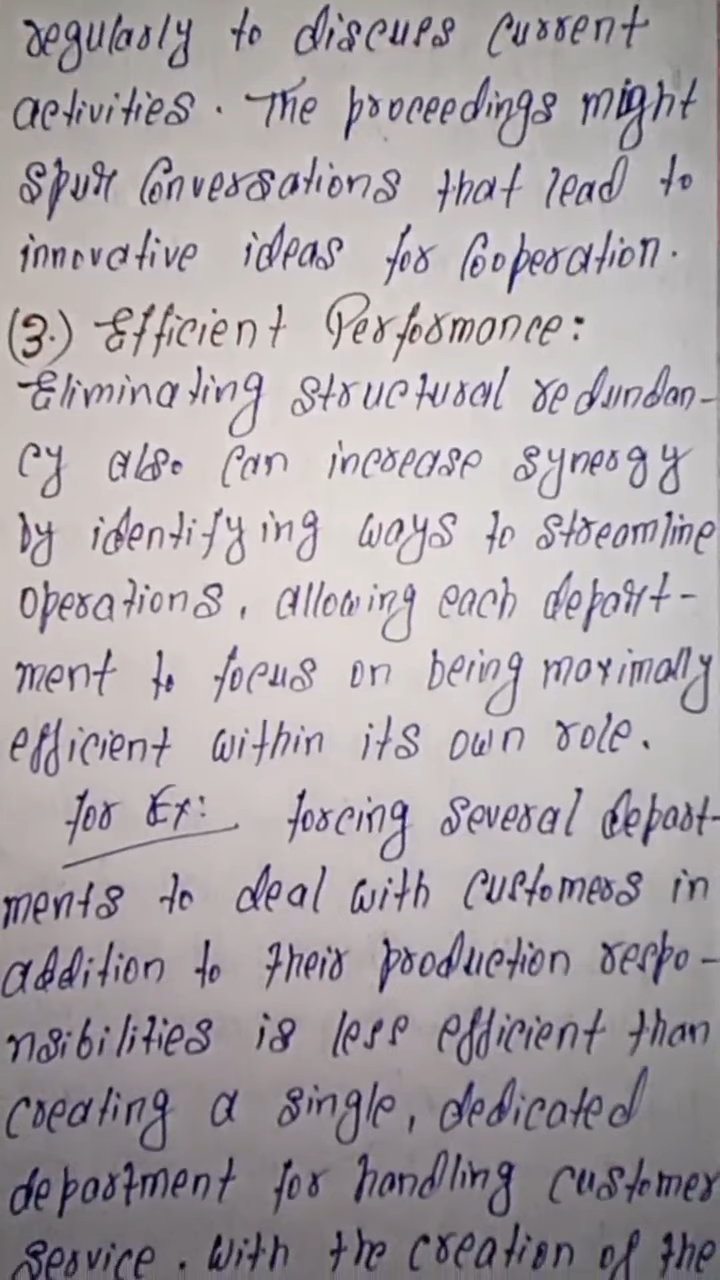 regularly to discuss current
activities. The proceedings might
spur conversations that lead to
innovative ideas for Cooperation.
(3.) Efficient Performance:
Eliminating structural redundan-
cy also can increase synergy
by identifying ways to streamline
operations, allowing each depart-
ment to focus on being maximally
efficient within its own role.
for Ex: forcing several depart-
ments to deal with customers in
addition to their production respo-
nsibilities is less efficient than
creating a single, dedicated
department for handling customer
service. With the creation of the